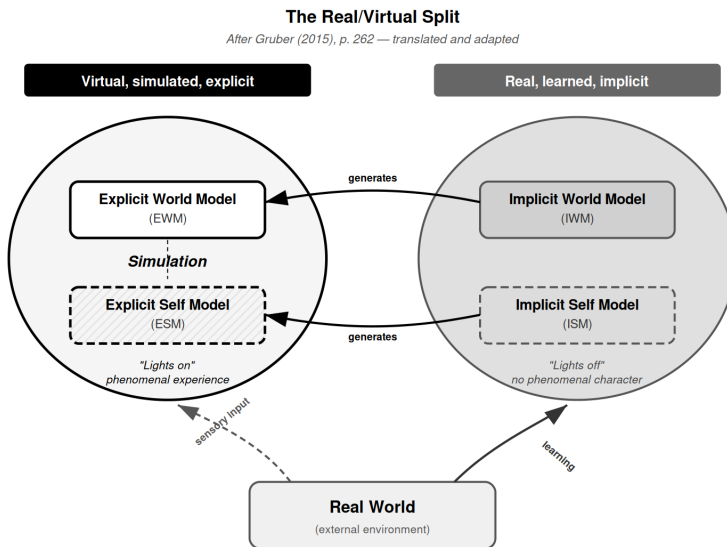 The Real/Virtual Split
After Gruber (2015), p. 262 — translated and adapted
Virtual, simulated, explicit
Real, learned, implicit
generates
Explicit World Model
(EWM)
Implicit World Model
(IWM)
Simulation
Explicit Self Model
(ESM)
Implicit Self Model
(ISM)
generates
"Lights on"
phenomenal experience
"Lights off"
no phenomenal character
sensory input
learning
Real World
(external environment)